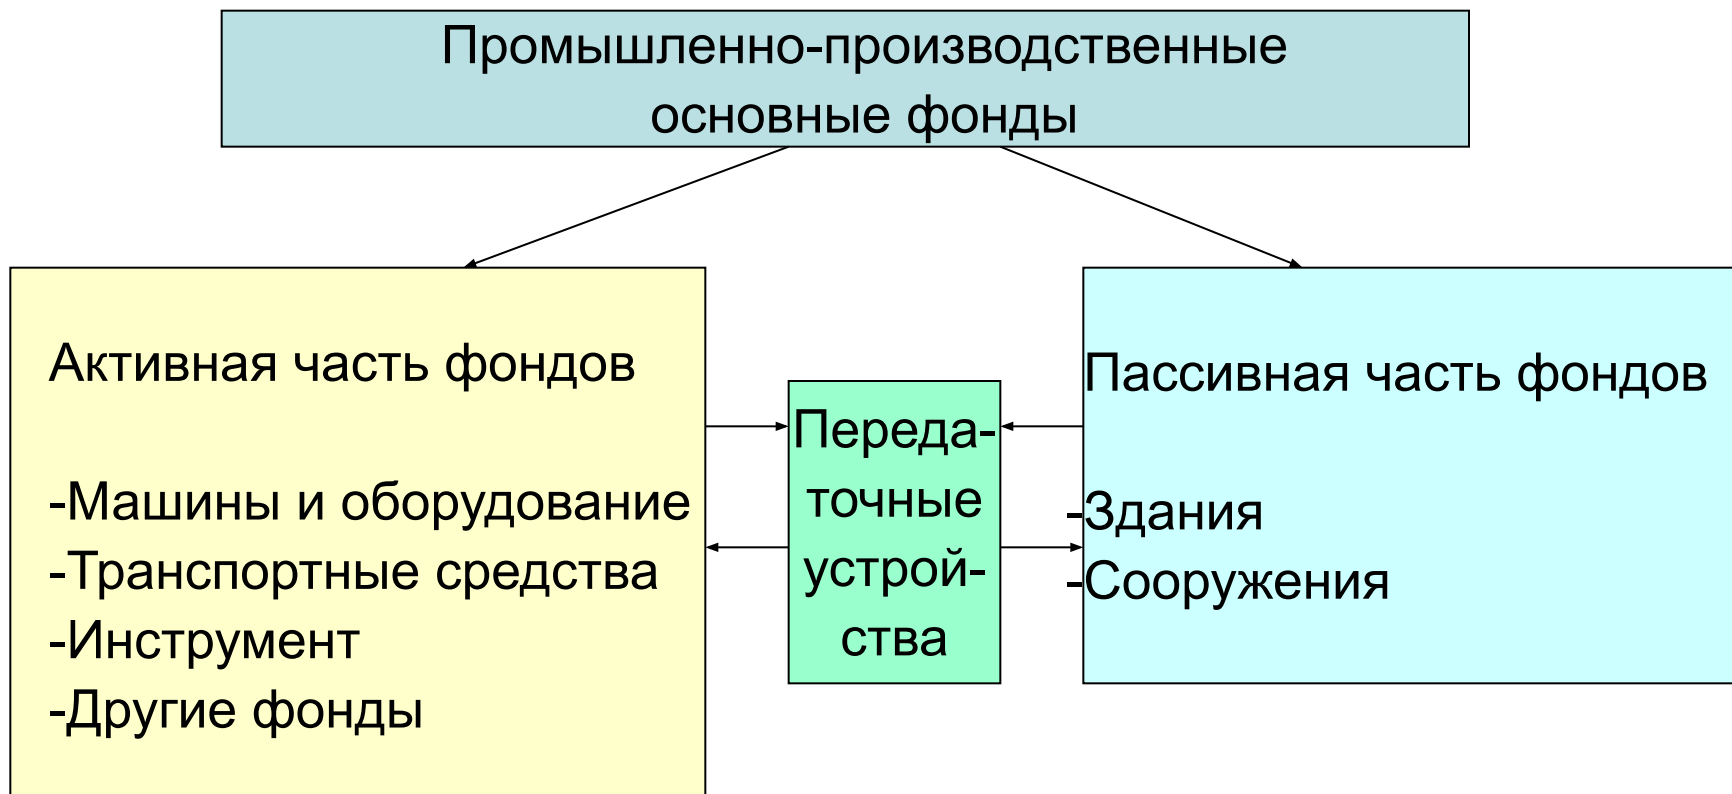 Промышленно-производственные
основные фонды
Активная часть фондов
-Машины и оборудование
-Транспортные средства
-Инструмент
-Другие фонды
Переда-
точные
устрой-
ства
Пассивная часть фондов
-Здания
-Сооружения